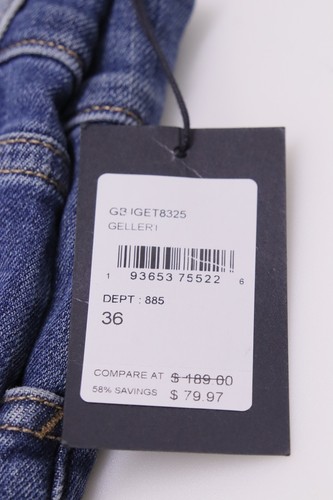 GB IGET8325
GELLERT
1 93653 75522 6
DEPT : 885
36
COMPARE AT $ 189.00
58% SAVINGS $ 79.97